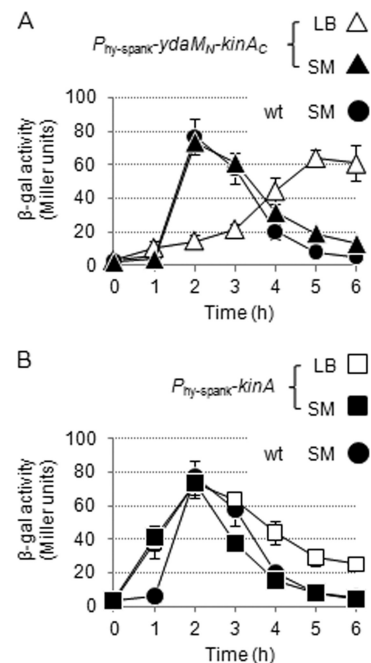 A
Phy-spank-ydaMN-kinAC
LB
SM
wt SM
β-gal activity
(Miller units)
100
80
60
40
20
0
0 1 2 3 4 5 6
Time (h)
B
Phy-spank-kinA
LB
SM
wt SM
β-gal activity
(Miller units)
100
80
60
40
20
0
0 1 2 3 4 5 6
Time (h)